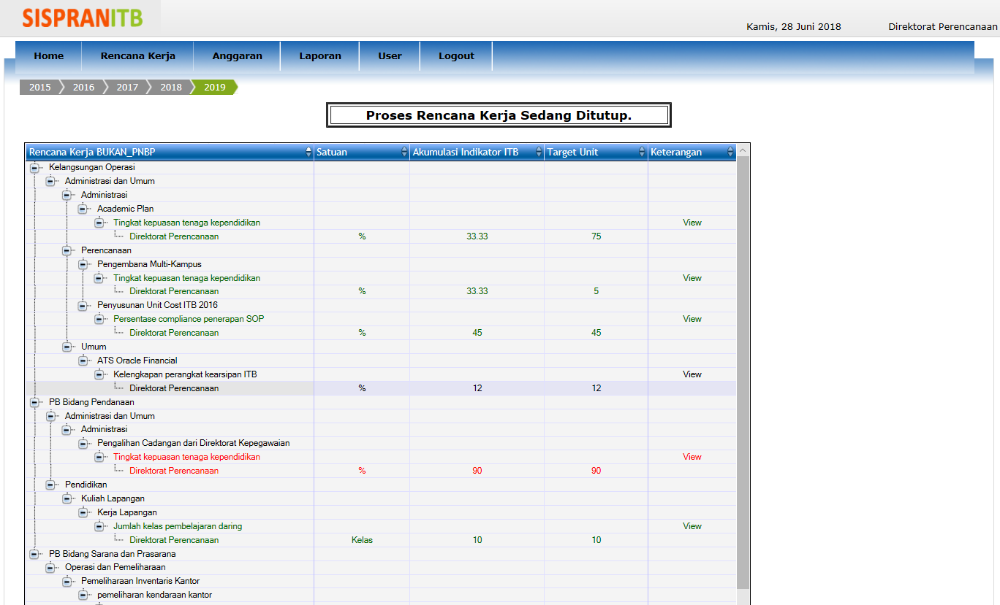 SISPRANITB
Kamis, 28 Juni 2018 Direktorat Perencanaan
Home Rencana Kerja Anggaran Laporan User Logout
2015 2016 2017 2018 2019
Proses Rencana Kerja Sedang Ditutup.
Rencana Kerja BUKAN_PNBP Satuan Akumulasi Indikator ITB Target Unit Keterangan
Kelangsungan Operasi
Administrasi dan Umum
Administrasi
Academic Plan
Tingkat kepuasan tenaga kependidikan View
Direktorat Perencanaan % 33.33 75
Perencanaan
Pengembana Multi-Kampus
Tingkat kepuasan tenaga kependidikan View
Direktorat Perencanaan % 33.33 5
Penyusunan Unit Cost ITB 2016
Persentase compliance penerapan SOP View
Direktorat Perencanaan % 45 45
Umum
ATS Oracle Financial
Kelengkapan perangkat kearsipan ITB View
Direktorat Perencanaan % 12 12
PB Bidang Pendanaan
Administrasi dan Umum
Administrasi
Pengalihan Cadangan dari Direktorat Kepegawaian
Tingkat kepuasan tenaga kependidikan View
Direktorat Perencanaan % 90 90
Pendidikan
Kuliah Lapangan
Kerja Lapangan
Jumlah kelas pembelajaran daring View
Direktorat Perencanaan Kelas 10 10
PB Bidang Sarana dan Prasarana
Operasi dan Pemeliharaan
Pemeliharaan Inventaris Kantor
pemeliharan kendaraan kantor